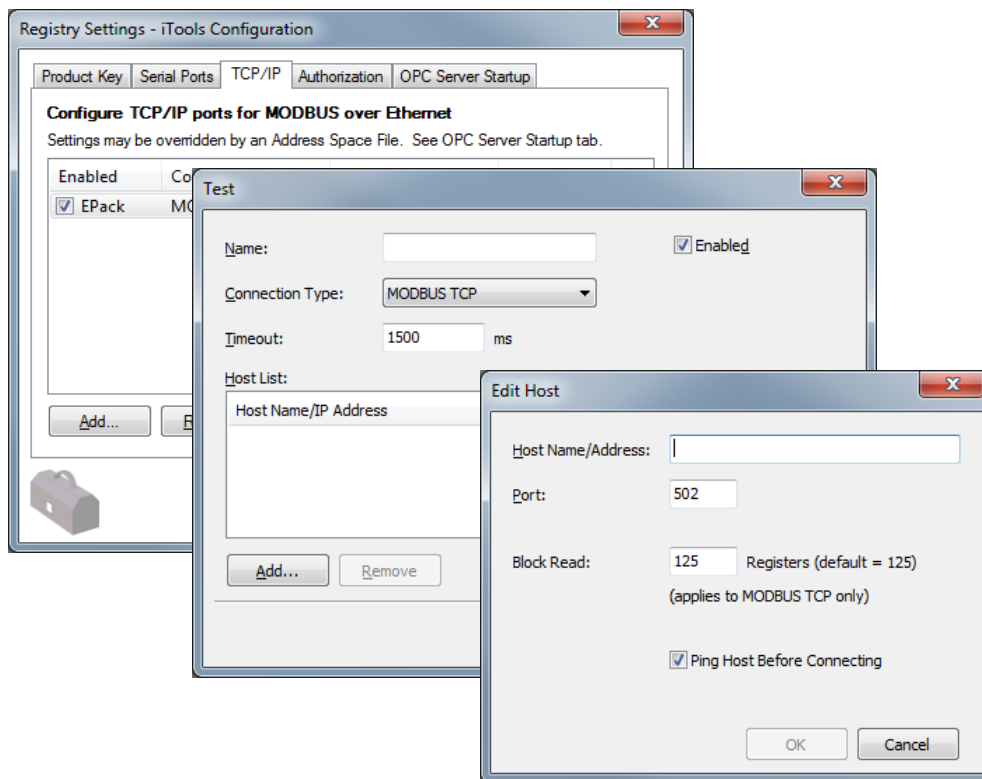 Registry Settings - iTools Configuration
Product Key Serial Ports TCP/IP Authorization OPC Server Startup
Configure TCP/IP ports for MODBUS over Ethernet
Settings may be overridden by an Address Space File. See OPC Server Startup tab.
Enabled Co
EPack MO
Add... R
Test
Name: Enabled
Connection Type: MODBUS TCP
Timeout: 1500 ms
Host List:
Host Name/IP Address
Add... Remove
Edit Host
Host Name/Address:
Port: 502
Block Read: 125 Registers (default = 125)
(applies to MODBUS TCP only)
Ping Host Before Connecting
OK Cancel